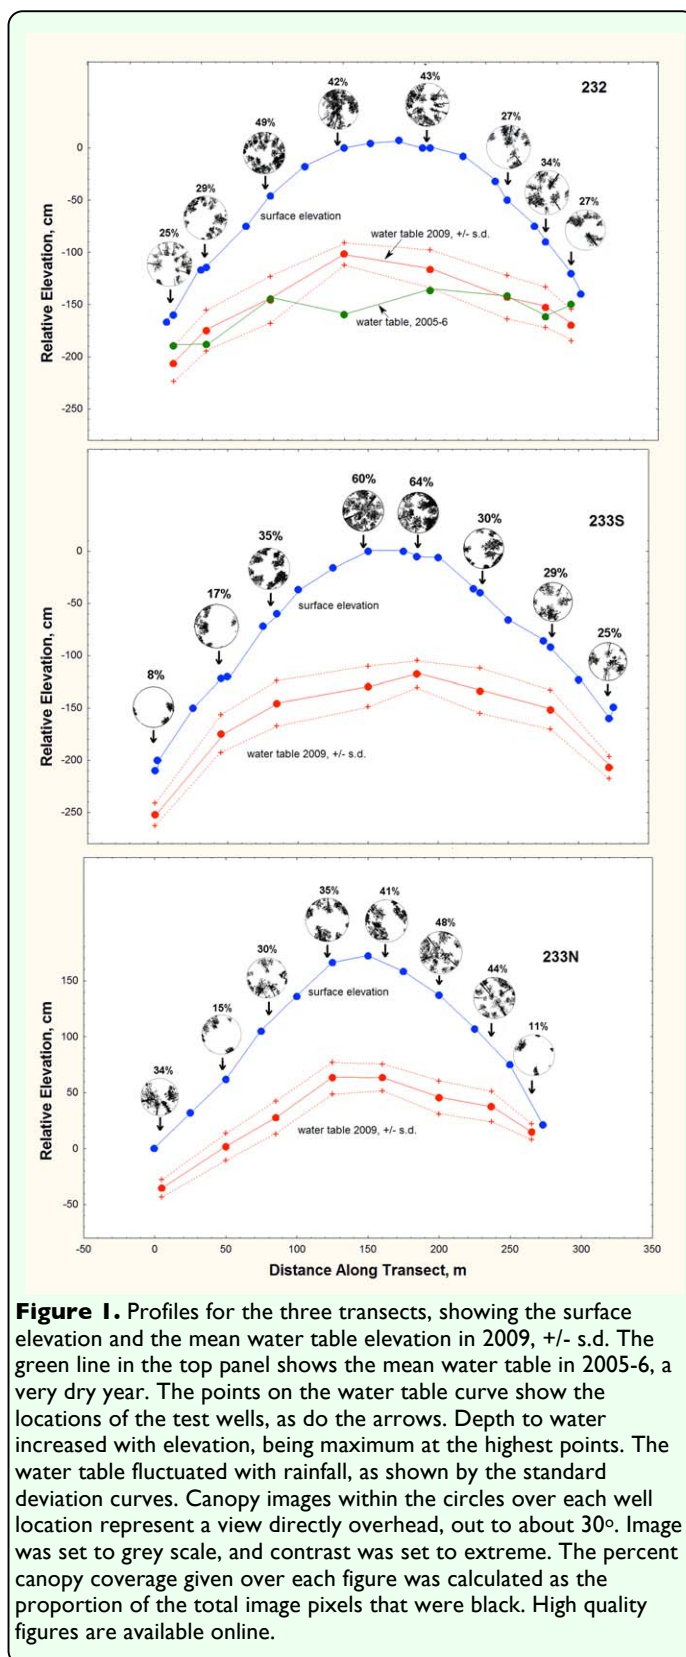 232
42%
43%
49%
27%
34%
29%
27%
25%
0
-50
-100
-150
-200
-250
Relative Elevation, cm
surface elevation
water table 2009, +/- s.d.
water table, 2005-6
233S
60%
64%
35%
30%
29%
17%
25%
8%
0
-50
-100
-150
-200
-250
Relative Elevation, cm
surface elevation
water table 2009, +/- s.d.
233N
35%
41%
48%
30%
44%
15%
11%
34%
150
100
50
0
-50
Relative Elevation, cm
surface elevation
water table 2009, +/- s.d.
-50 0 50 100 150 200 250 300 350
Distance Along Transect, m
Figure 1. Profiles for the three transects, showing the surface
elevation and the mean water table elevation in 2009, +/- s.d. The
green line in the top panel shows the mean water table in 2005-6, a
very dry year. The points on the water table curve show the
locations of the test wells, as do the arrows. Depth to water
increased with elevation, being maximum at the highest points. The
water table fluctuated with rainfall, as shown by the standard
deviation curves. Canopy images within the circles over each well
location represent a view directly overhead, out to about 30o. Image
was set to grey scale, and contrast was set to extreme. The percent
canopy coverage given over each figure was calculated as the
proportion of the total image pixels that were black. High quality
figures are available online.